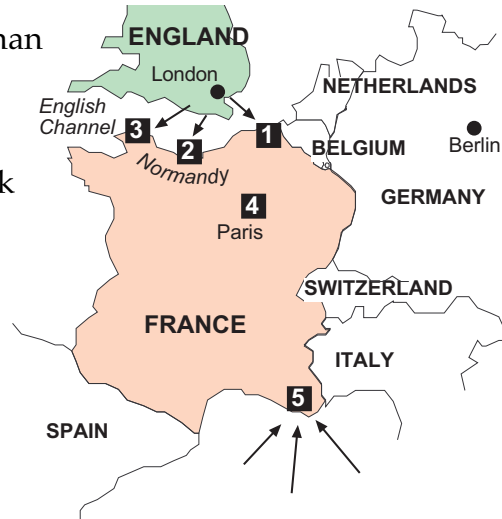 man
k
ENGLAND
London
English
Channel
3
2
1
Normandy
NETHERLANDS
BELGIUM
Berlin
GERMANY
4
Paris
SWITZERLAND
FRANCE
ITALY
5
SPAIN